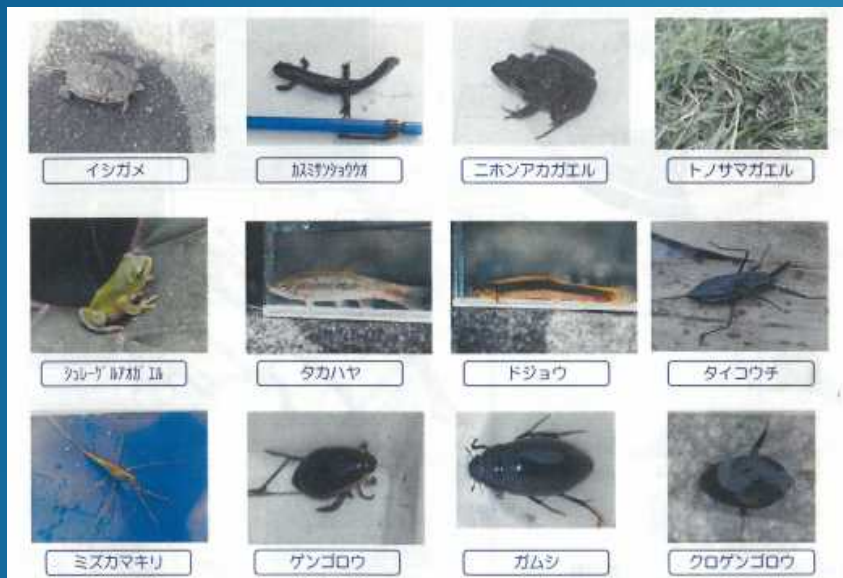 イシガメ
カスミサンショウウオ
ニホンアカガエル
トノサマガエル
シュレーゲルアオガエル
タカハヤ
ドジョウ
タイコウチ
ミズカマキリ
ゲンゴロウ
ガムシ
クロゲンゴロウ